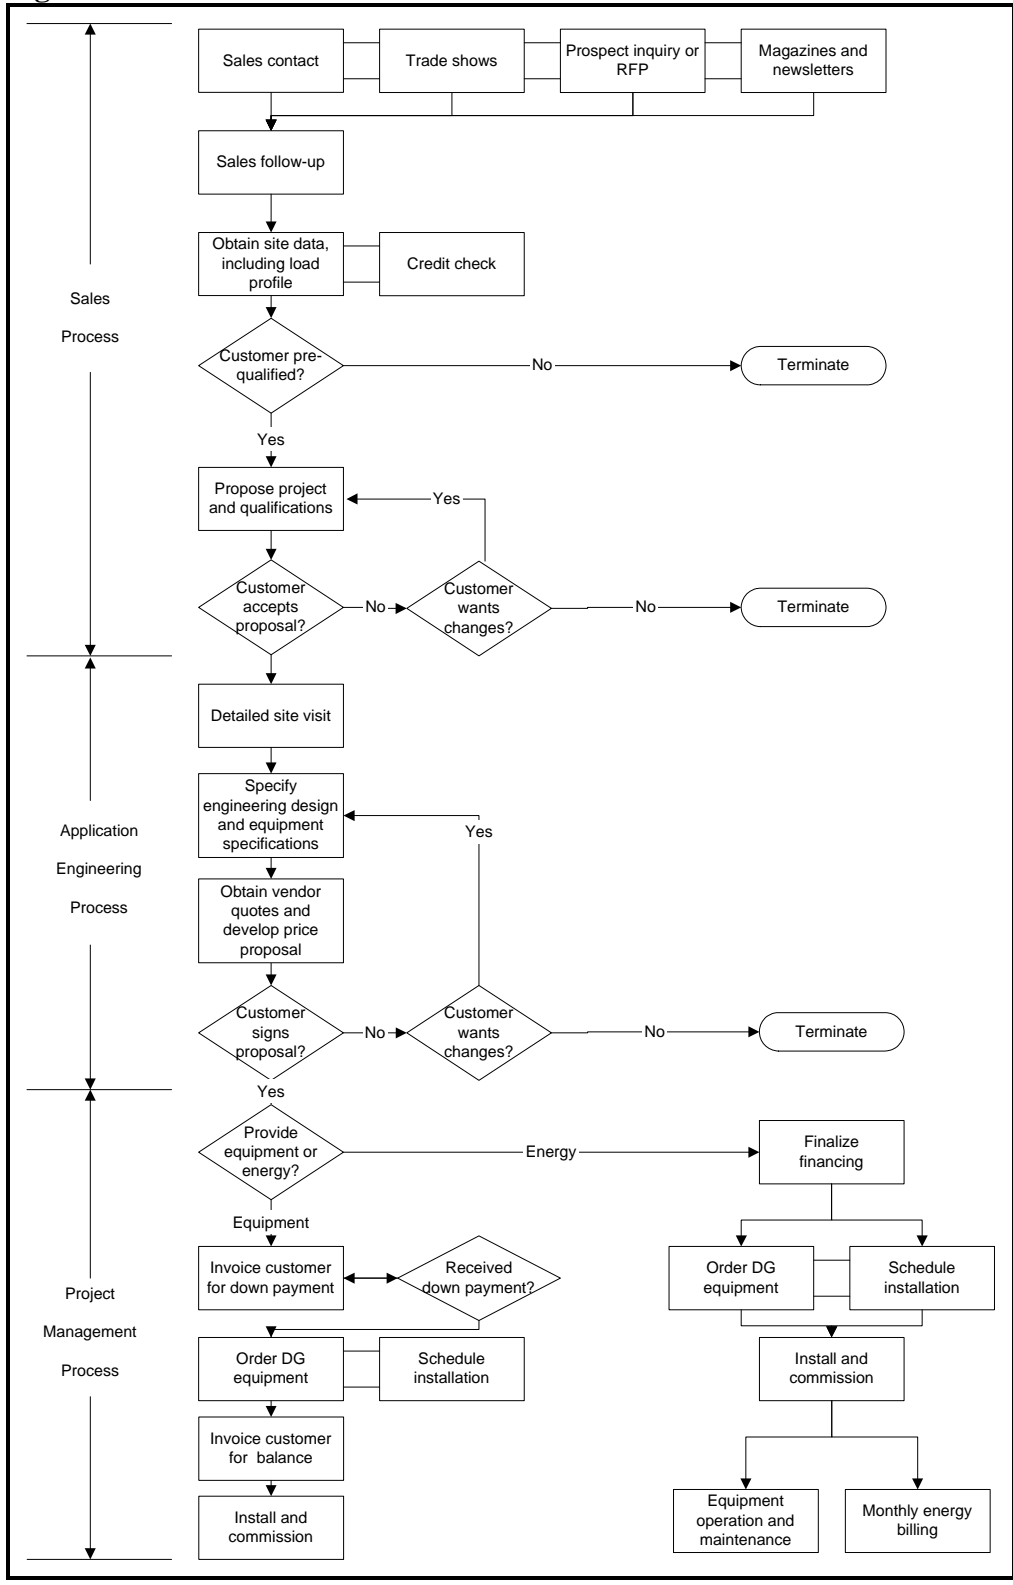 Sales contact
Trade shows
Prospect inquiry or
RFP
Magazines and
newsletters
Sales follow-up
Obtain site data,
including load
profile
Credit check
Sales
Process
Customer pre-
qualified?
No
Terminate
Yes
Propose project
and qualifications
Yes
Customer
accepts
proposal?
No
Customer
wants
changes?
No
Terminate
Detailed site visit
Specify
engineering design
and equipment
specifications
Yes
Application
Engineering
Process
Obtain vendor
quotes and
develop price
proposal
Customer
signs
proposal?
No
Customer
wants
changes?
No
Terminate
Yes
Provide
equipment or
energy?
Energy
Finalize
financing
Equipment
Invoice customer
for down payment
Received
down payment?
Order DG
equipment
Schedule
installation
Project
Management
Process
Order DG
equipment
Schedule
installation
Install and
commission
Invoice customer
for balance
Install and
commission
Equipment
operation and
maintenance
Monthly energy
billing